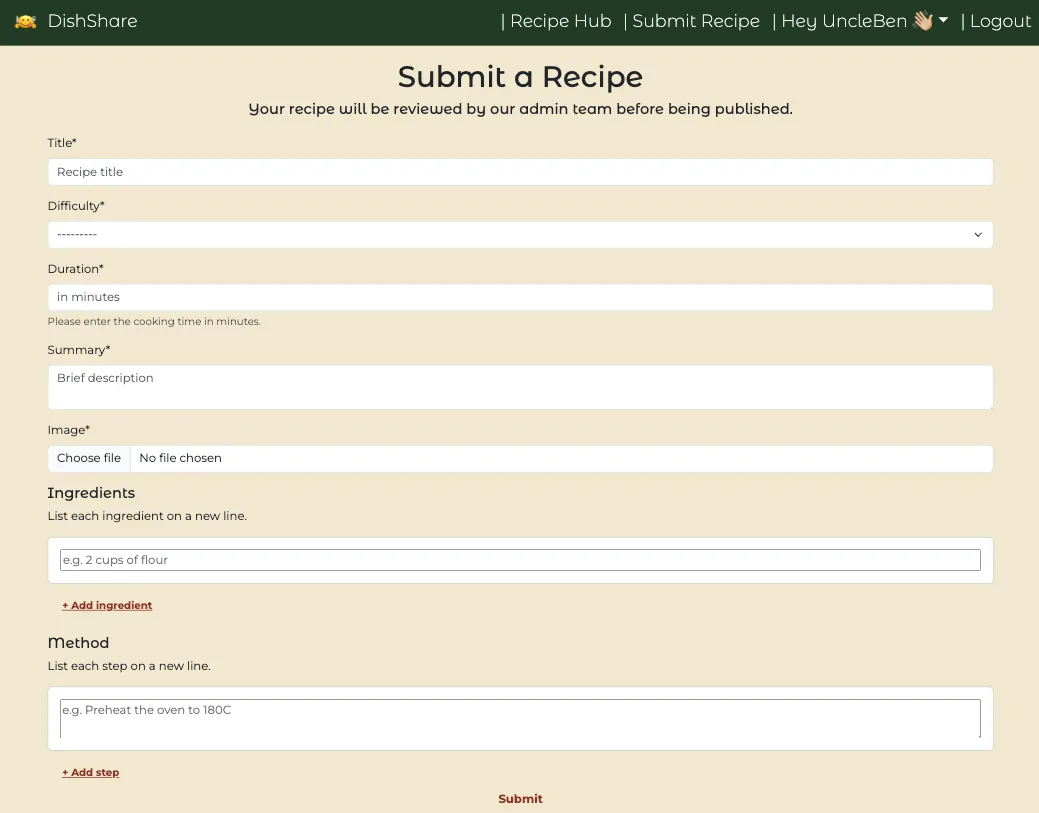 DishShare | Recipe Hub | Submit Recipe | Hey UncleBen 👋🏼 | Logout
Submit a Recipe
Your recipe will be reviewed by our admin team before being published.
Title*
Recipe title
Difficulty*
---------
Duration*
in minutes
Please enter the cooking time in minutes.
Summary*
Brief description
Image*
Choose file No file chosen
Ingredients
List each ingredient on a new line.
e.g. 2 cups of flour
+ Add ingredient
Method
List each step on a new line.
e.g. Preheat the oven to 180C
+ Add step
Submit